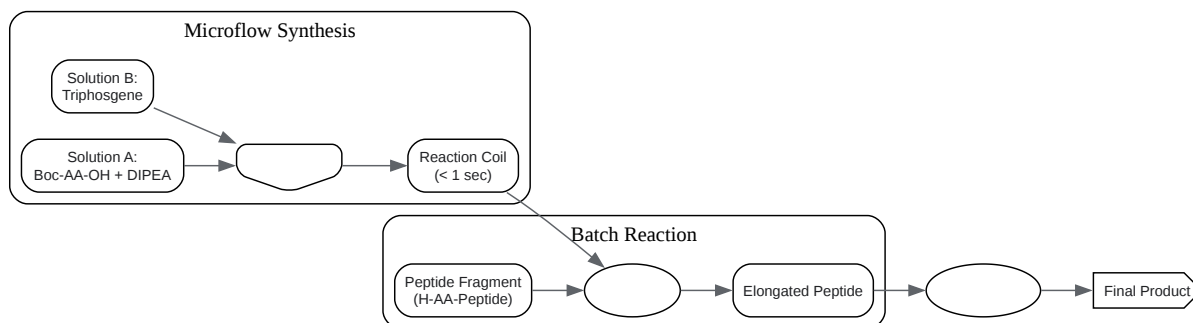 Microflow Synthesis
Solution B:
Triphosgene
Solution A:
Boc-AA-OH + DIPEA
Reaction Coil
(< 1 sec)
Batch Reaction
Peptide Fragment
(H-AA-Peptide)
Elongated Peptide
Final Product